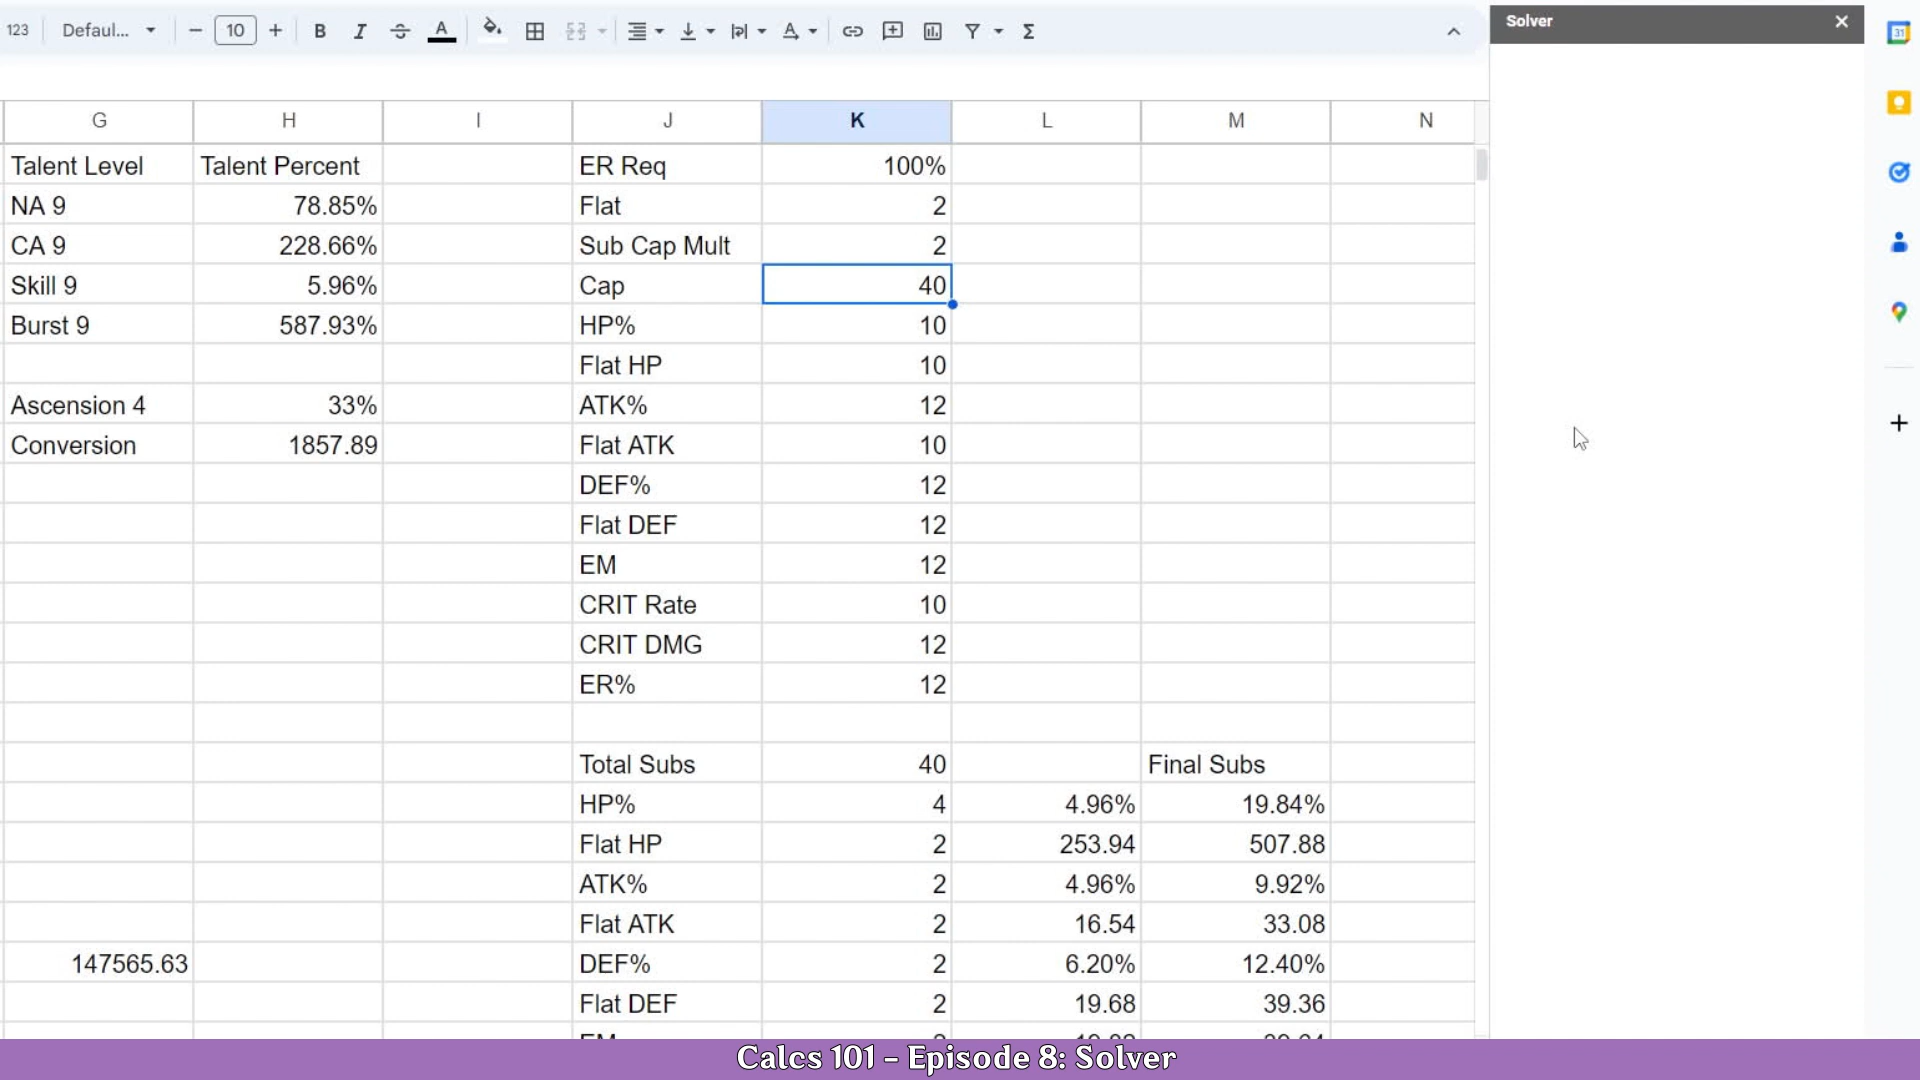 123 Defaul... 10 B I A A Σ
Solver
31
G H I J K L M N
Talent Level Talent Percent ER Req 100%
NA 9 78.85% Flat 2
CA 9 228.66% Sub Cap Mult 2
Skill 9 5.96% Cap 40
Burst 9 587.93% HP% 10
Flat HP 10
Ascension 4 33% ATK% 12
Conversion 1857.89 Flat ATK 10
DEF% 12
Flat DEF 12
EM 12
CRIT Rate 10
CRIT DMG 12
ER% 12
Total Subs 40 Final Subs
HP% 4 4.96% 19.84%
Flat HP 2 253.94 507.88
ATK% 2 4.96% 9.92%
Flat ATK 2 16.54 33.08
147565.63 DEF% 2 6.20% 12.40%
Flat DEF 2 19.68 39.36
EM
Calcs 101 - Episode 8: Solver